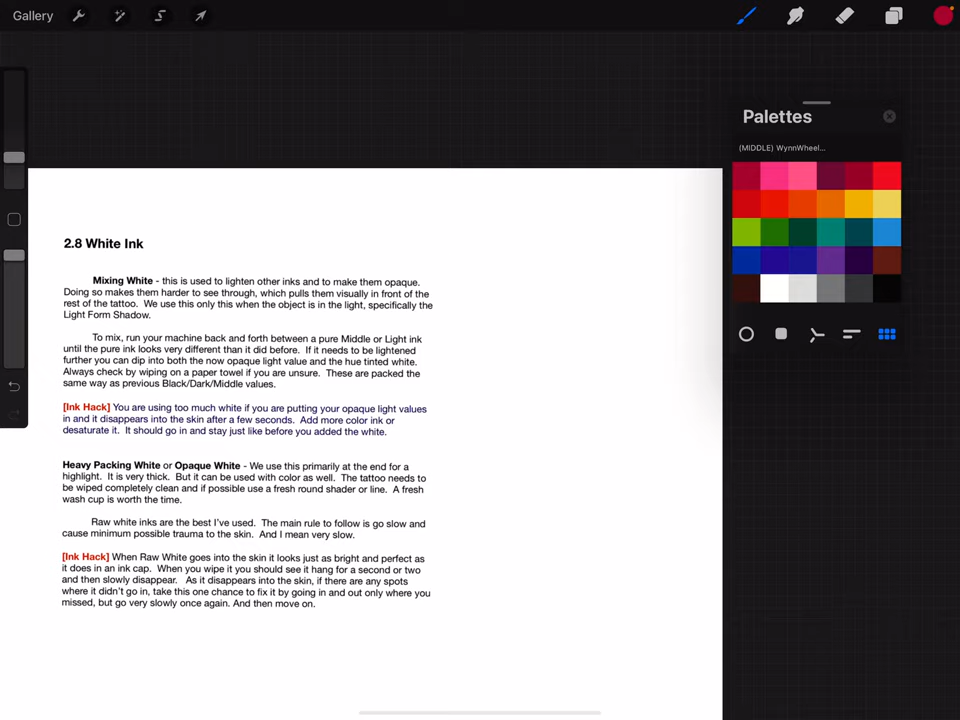 Gallery
Palettes
(MIDDLE) WynnWheel...
2.8 White Ink
Mixing White - this is used to lighten other inks and to make them opaque.
Doing so makes them harder to see through, which pulls them visually in front of the
rest of the tattoo.  We use this only this when the object is in the light, specifically the
Light Form Shadow.
To mix, run your machine back and forth between a pure Middle or Light ink
until the pure ink looks very different than it did before.  If it needs to be lightened
further you can dip into both the now opaque light value and the hue tinted white.
Always check by wiping on a paper towel if you are unsure.  These are packed the
same way as previous Black/Dark/Middle values.
[Ink Hack] You are using too much white if you are putting your opaque light values
in and it disappears into the skin after a few seconds.  Add more color ink or
desaturate it.  It should go in and stay just like before you added the white.
Heavy Packing White or Opaque White - We use this primarily at the end for a
highlight.  It is very thick.  But it can be used with color as well.  The tattoo needs to
be wiped completely clean and if possible use a fresh round shader or line.  A fresh
wash cup is worth the time.
Raw white inks are the best I've used.  The main rule to follow is go slow and
cause minimum possible trauma to the skin.  And I mean very slow.
[Ink Hack] When Raw White goes into the skin it looks just as bright and perfect as
it does in an ink cap.  When you wipe it you should see it hang for a second or two
and then slowly disappear.   As it disappears into the skin, if there are any spots
where it didn't go in, take this one chance to fix it by going in and out only where you
missed, but go very slowly once again. And then move on.